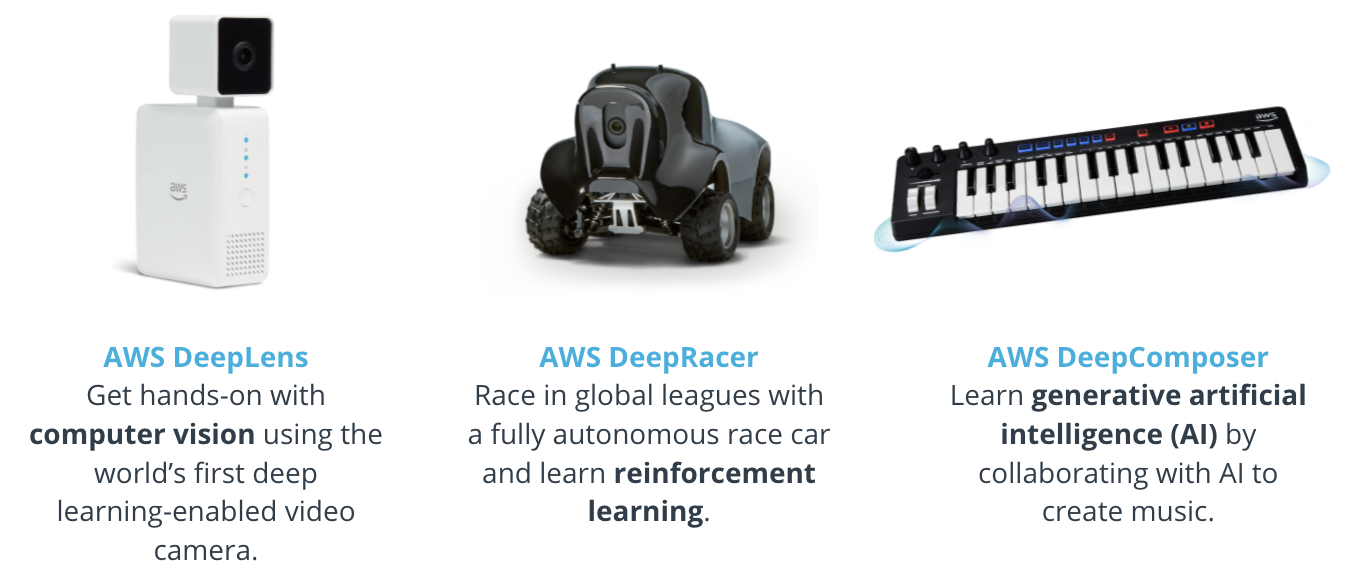 aws
aws
AWS DeepLens
Get hands-on with
computer vision using the
world’s first deep
learning-enabled video
camera.
AWS DeepRacer
Race in global leagues with
a fully autonomous race car
and learn reinforcement
learning.
AWS DeepComposer
Learn generative artificial
intelligence (AI) by
collaborating with AI to
create music.